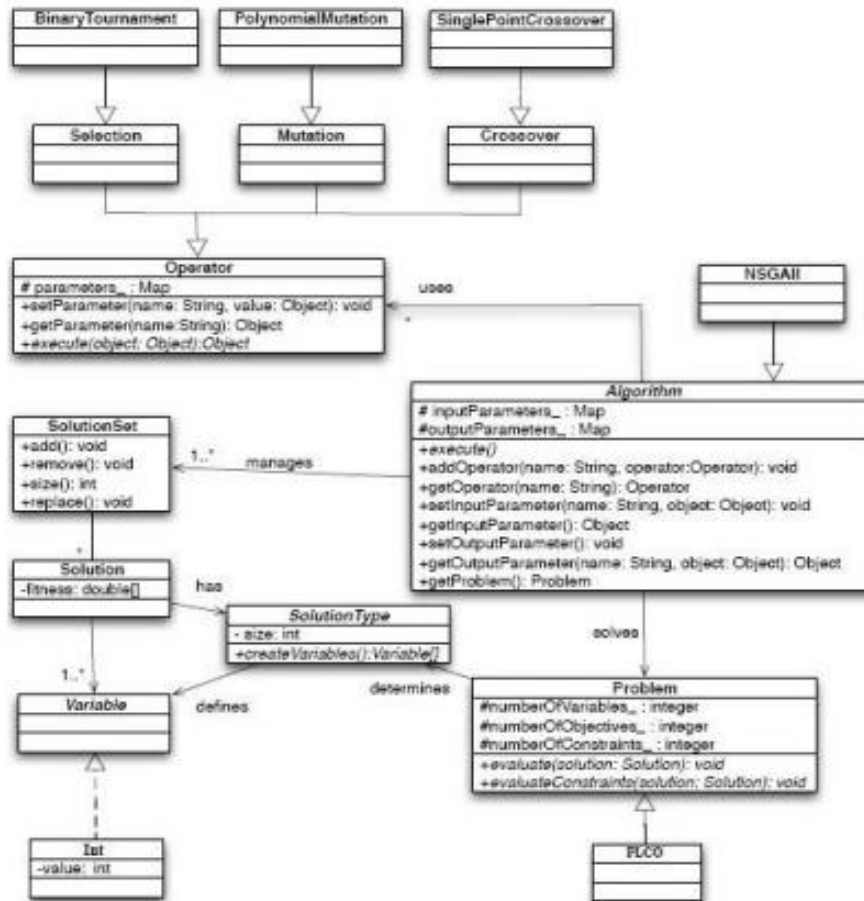 BinaryTournament
PolynomialMutation
SinglePointCrossover
Selection
Mutation
Crossover
Operator
# parameters_ : Map
+setParameter(name: String, value: Object): void
+getParameter(name:String): Object
+execute(object: Object):Object
uses
*
NSGAII
Algorithm
# inputParameters_ : Map
#outputParameters_ : Map
+execute()
+addOperator(name: String, operator:Operator): void
+getOperator(name: String): Operator
+setInputParameter(name: String, object: Object): void
+getInputParameter(): Object
+setOutputParameter(): void
+getOutputParameter(name: String, object: Object): Object
+getProblem(): Problem
SolutionSet
+add(): void
+remove(): void
+size(): int
+replace(): void
1..*
manages
*
Solution
-fitness: double[]
has
SolutionType
- size: int
+createVariables():Variable[]
solves
1..*
defines
determines
Variable
Problem
#numberOfVariables_ : integer
#numberOfObjectives_ : integer
#numberOfConstraints_ : integer
+evaluate(solution: Solution): void
+evaluateConstraints(solution: Solution): void
Int
-value: int
FLCO